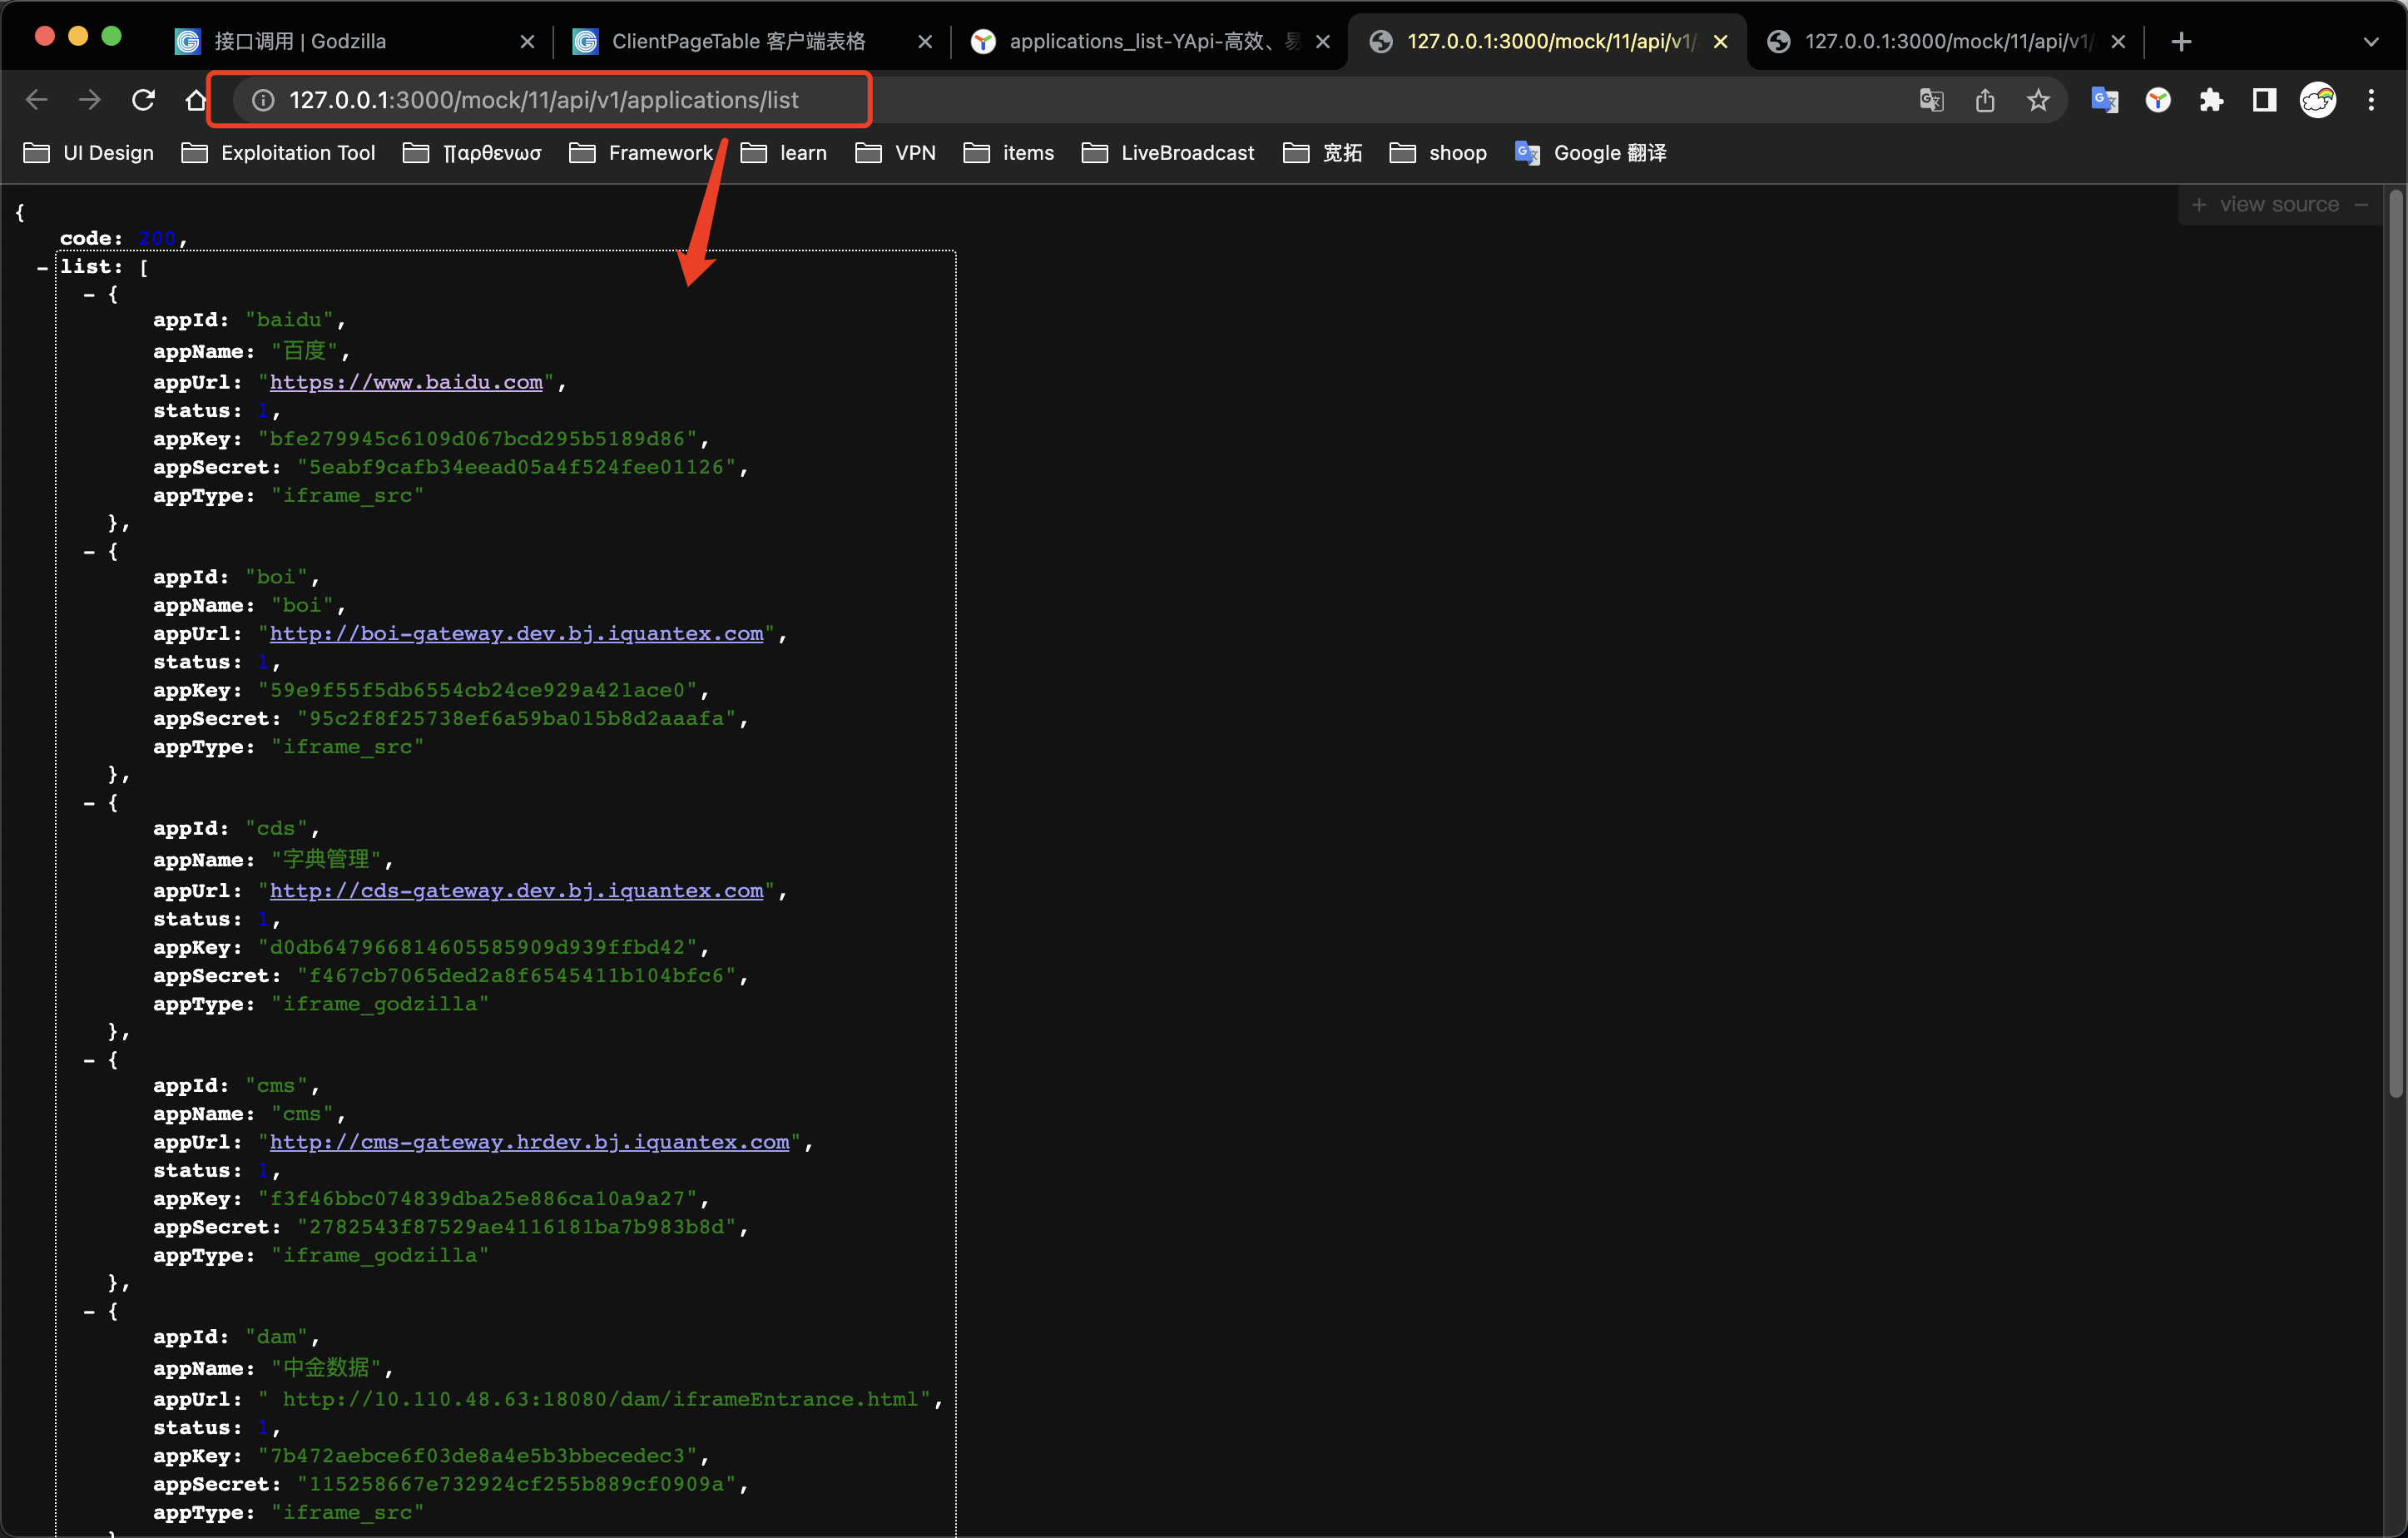 接口调用 | Godzilla
ClientPageTable 客户端表格
applications_list-YApi-高效、易
127.0.0.1:3000/mock/11/api/v1/
127.0.0.1:3000/mock/11/api/v1/
127.0.0.1:3000/mock/11/api/v1/applications/list
UI Design
Exploitation Tool
∏αρθενωσ
Framework
learn
VPN
items
LiveBroadcast
宽拓
shoop
Google 翻译
+ view source −
{
code: 200,
− list: [
− {
appId: "baidu",
appName: "百度",
appUrl: "https://www.baidu.com",
status: 1,
appKey: "bfe279945c6109d067bcd295b5189d86",
appSecret: "5eabf9cafb34eead05a4f524fee01126",
appType: "iframe_src"
},
− {
appId: "boi",
appName: "boi",
appUrl: "http://boi-gateway.dev.bj.iquantex.com",
status: 1,
appKey: "59e9f55f5db6554cb24ce929a421ace0",
appSecret: "95c2f8f25738ef6a59ba015b8d2aaafa",
appType: "iframe_src"
},
− {
appId: "cds",
appName: "字典管理",
appUrl: "http://cds-gateway.dev.bj.iquantex.com",
status: 1,
appKey: "d0db647966814605585909d939ffbd42",
appSecret: "f467cb7065ded2a8f6545411b104bfc6",
appType: "iframe_godzilla"
},
− {
appId: "cms",
appName: "cms",
appUrl: "http://cms-gateway.hrdev.bj.iquantex.com",
status: 1,
appKey: "f3f46bbc074839dba25e886ca10a9a27",
appSecret: "2782543f87529ae4116181ba7b983b8d",
appType: "iframe_godzilla"
},
− {
appId: "dam",
appName: "中金数据",
appUrl: " http://10.110.48.63:18080/dam/iframeEntrance.html",
status: 1,
appKey: "7b472aebce6f03de8a4e5b3bbecedec3",
appSecret: "115258667e732924cf255b889cf0909a",
appType: "iframe_src"